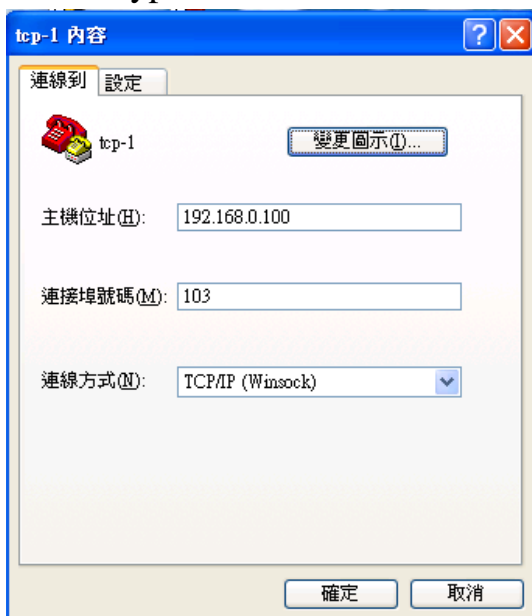 tcp-1 內容
連線到 設定
tcp-1 變更圖示(I)...
主機位址(H): 192.168.0.100
連接埠號碼(M): 103
連線方式(N): TCP/IP (Winsock)
確定 取消